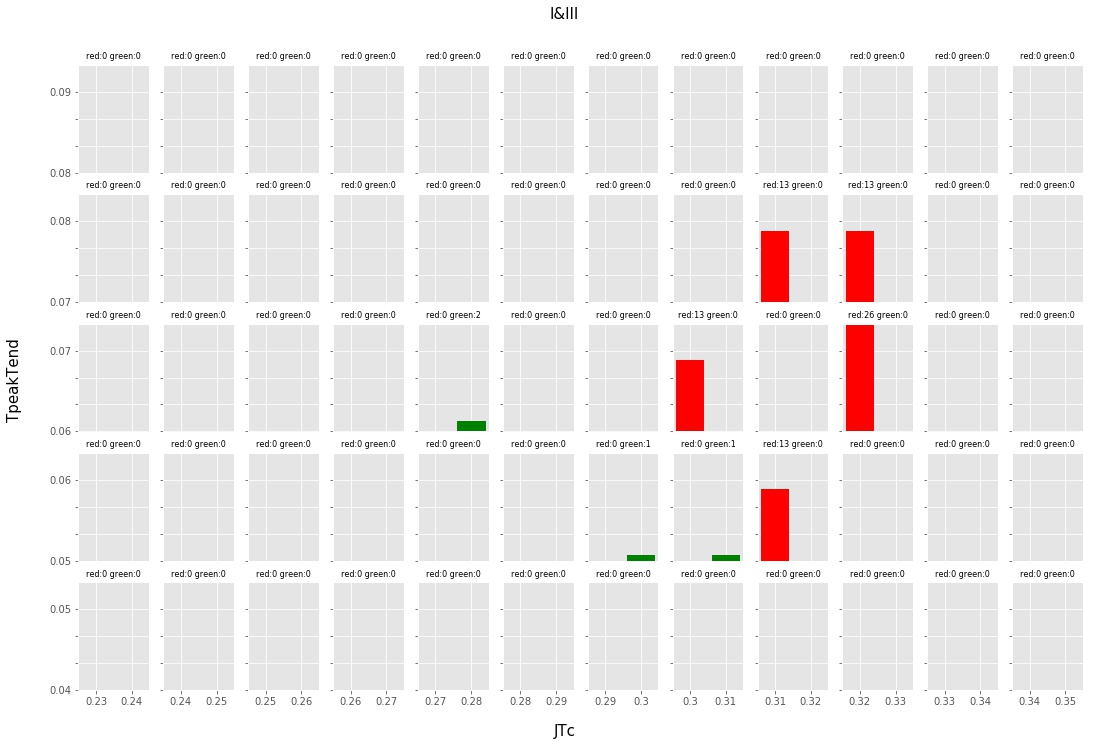 I&III
red:0 green:0 red:0 green:0 red:0 green:0 red:0 green:0 red:0 green:0 red:0 green:0 red:0 green:0 red:0 green:0 red:0 green:0 red:0 green:0 red:0 green:0 red:0 green:0
0.09
0.08
red:0 green:0 red:0 green:0 red:0 green:0 red:0 green:0 red:0 green:0 red:0 green:0 red:0 green:0 red:0 green:0 red:13 green:0 red:13 green:0 red:0 green:0 red:0 green:0
0.08
0.07
red:0 green:0 red:0 green:0 red:0 green:0 red:0 green:0 red:0 green:2 red:0 green:0 red:0 green:0 red:13 green:0 red:0 green:0 red:26 green:0 red:0 green:0 red:0 green:0
0.07
0.06
TpeakTend
red:0 green:0 red:0 green:0 red:0 green:0 red:0 green:0 red:0 green:0 red:0 green:0 red:0 green:1 red:0 green:1 red:13 green:0 red:0 green:0 red:0 green:0 red:0 green:0
0.06
0.05
red:0 green:0 red:0 green:0 red:0 green:0 red:0 green:0 red:0 green:0 red:0 green:0 red:0 green:0 red:0 green:0 red:0 green:0 red:0 green:0 red:0 green:0 red:0 green:0
0.05
0.04
0.23 0.24 0.24 0.25 0.25 0.26 0.26 0.27 0.27 0.28 0.28 0.29 0.29 0.3 0.3 0.31 0.31 0.32 0.32 0.33 0.33 0.34 0.34 0.35
JTc